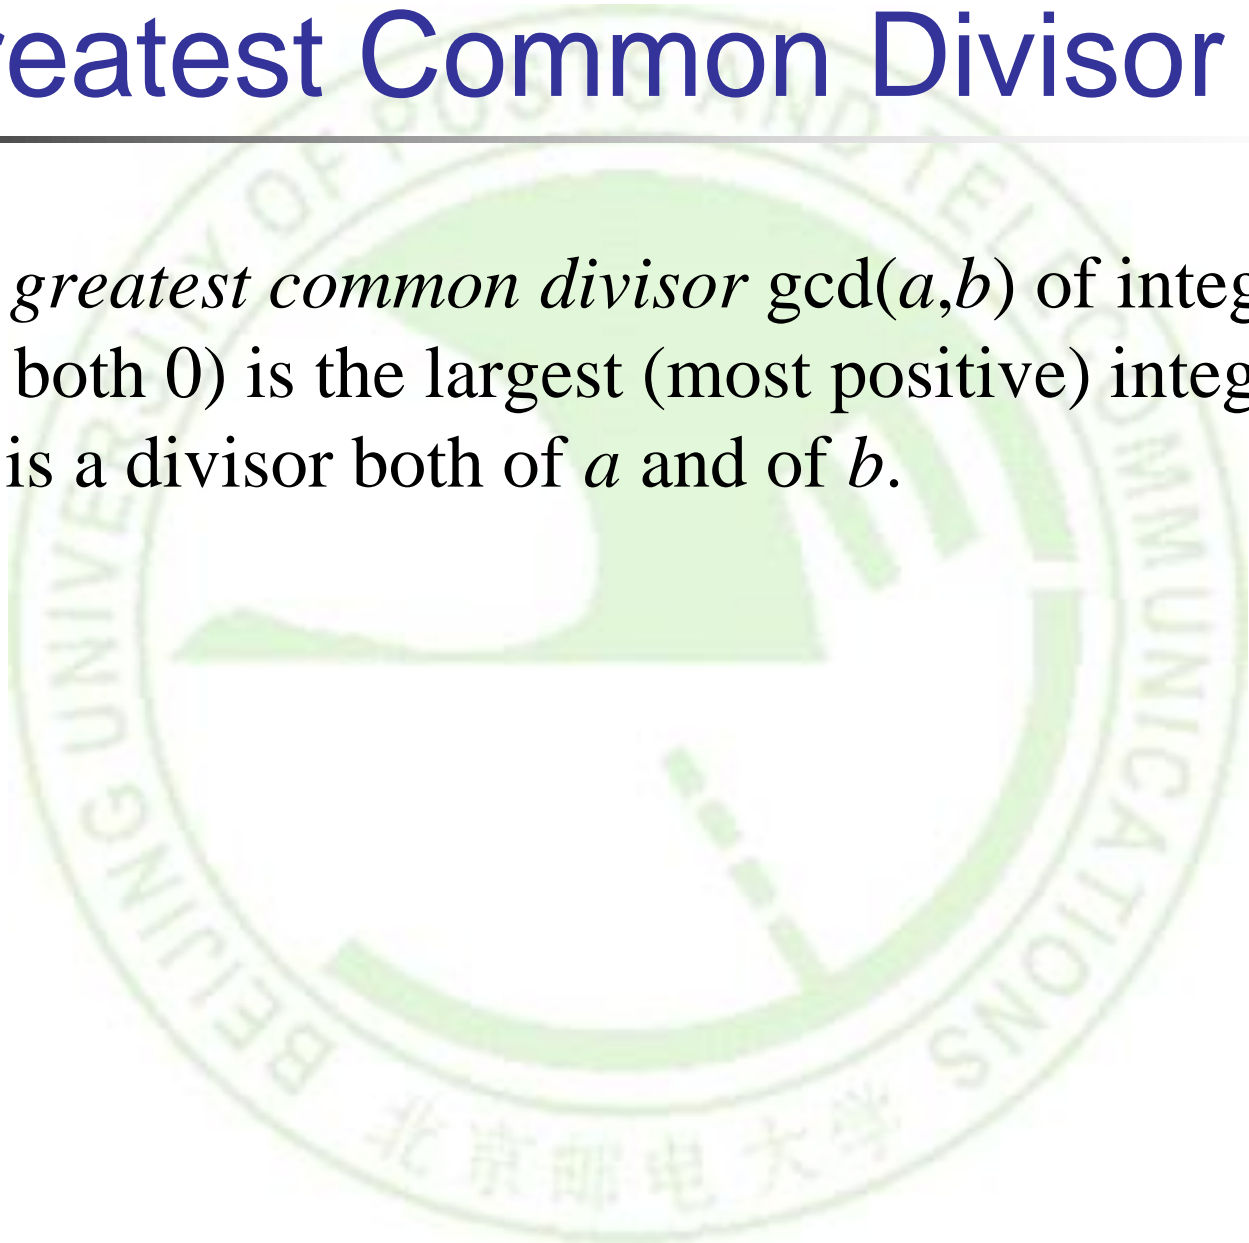 reatest Common Divisor
greatest common divisor gcd(a,b) of integ
both 0) is the largest (most positive) integ
is a divisor both of a and of b.
BEIJING UNIVERSITY OF POSTS AND TELECOMMUNICATIONS
北京邮电大学